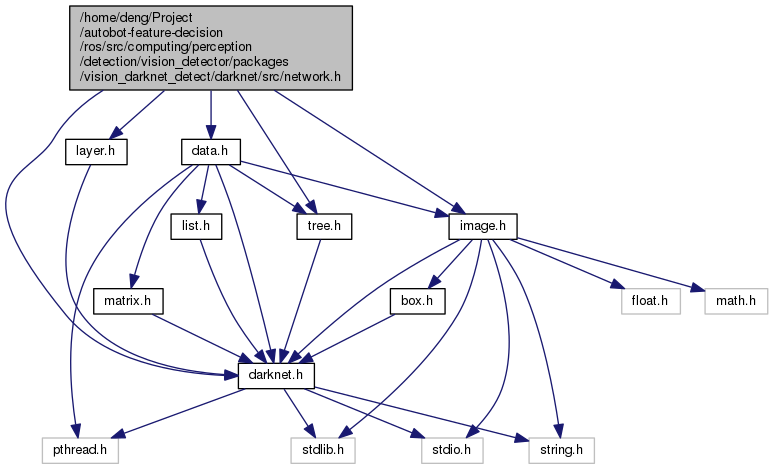 /home/deng/Project
/autobot-feature-decision
/ros/src/computing/perception
/detection/vision_detector/packages
/vision_darknet_detect/darknet/src/network.h
layer.h
data.h
list.h
tree.h
image.h
matrix.h
box.h
float.h
math.h
darknet.h
pthread.h
stdlib.h
stdio.h
string.h